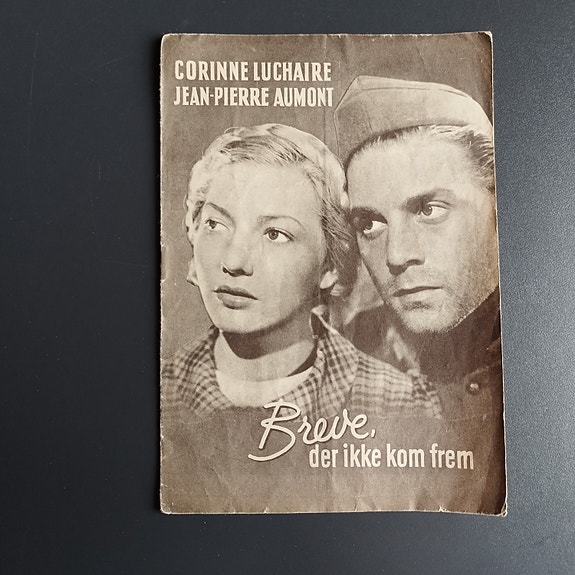 CORINNE LUCHAIRE
JEAN-PIERRE AUMONT
Breve,
der ikke kom frem